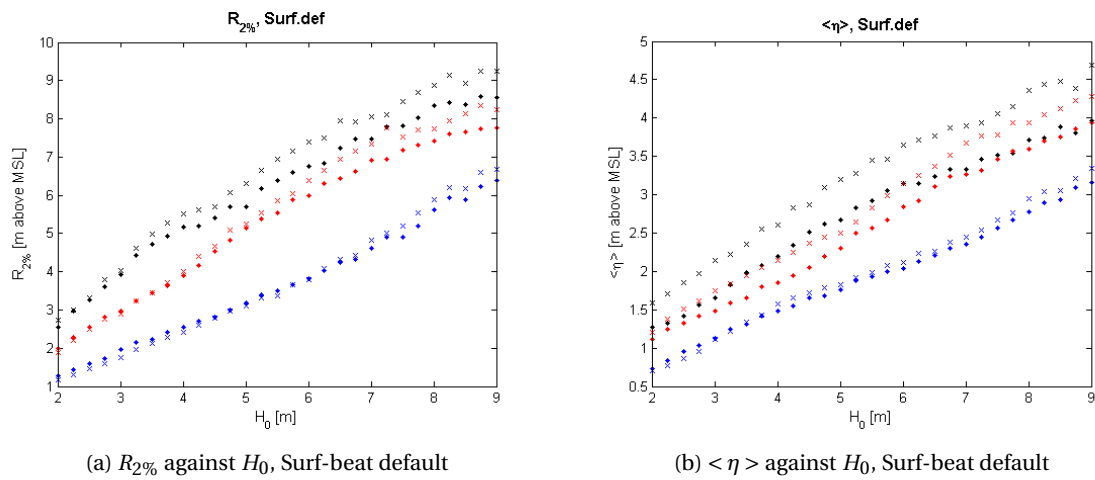 R2%, Surf.def
10
9
8
7
6
5
4
3
2
1
R2% [m above MSL]
2 3 4 5 6 7 8 9
H0 [m]
(a) R2% against H0, Surf-beat default
<η>, Surf.def
5
4.5
4
3.5
3
2.5
2
1.5
1
0.5
<η> [m above MSL]
2 3 4 5 6 7 8 9
H0 [m]
(b) < η > against H0, Surf-beat default